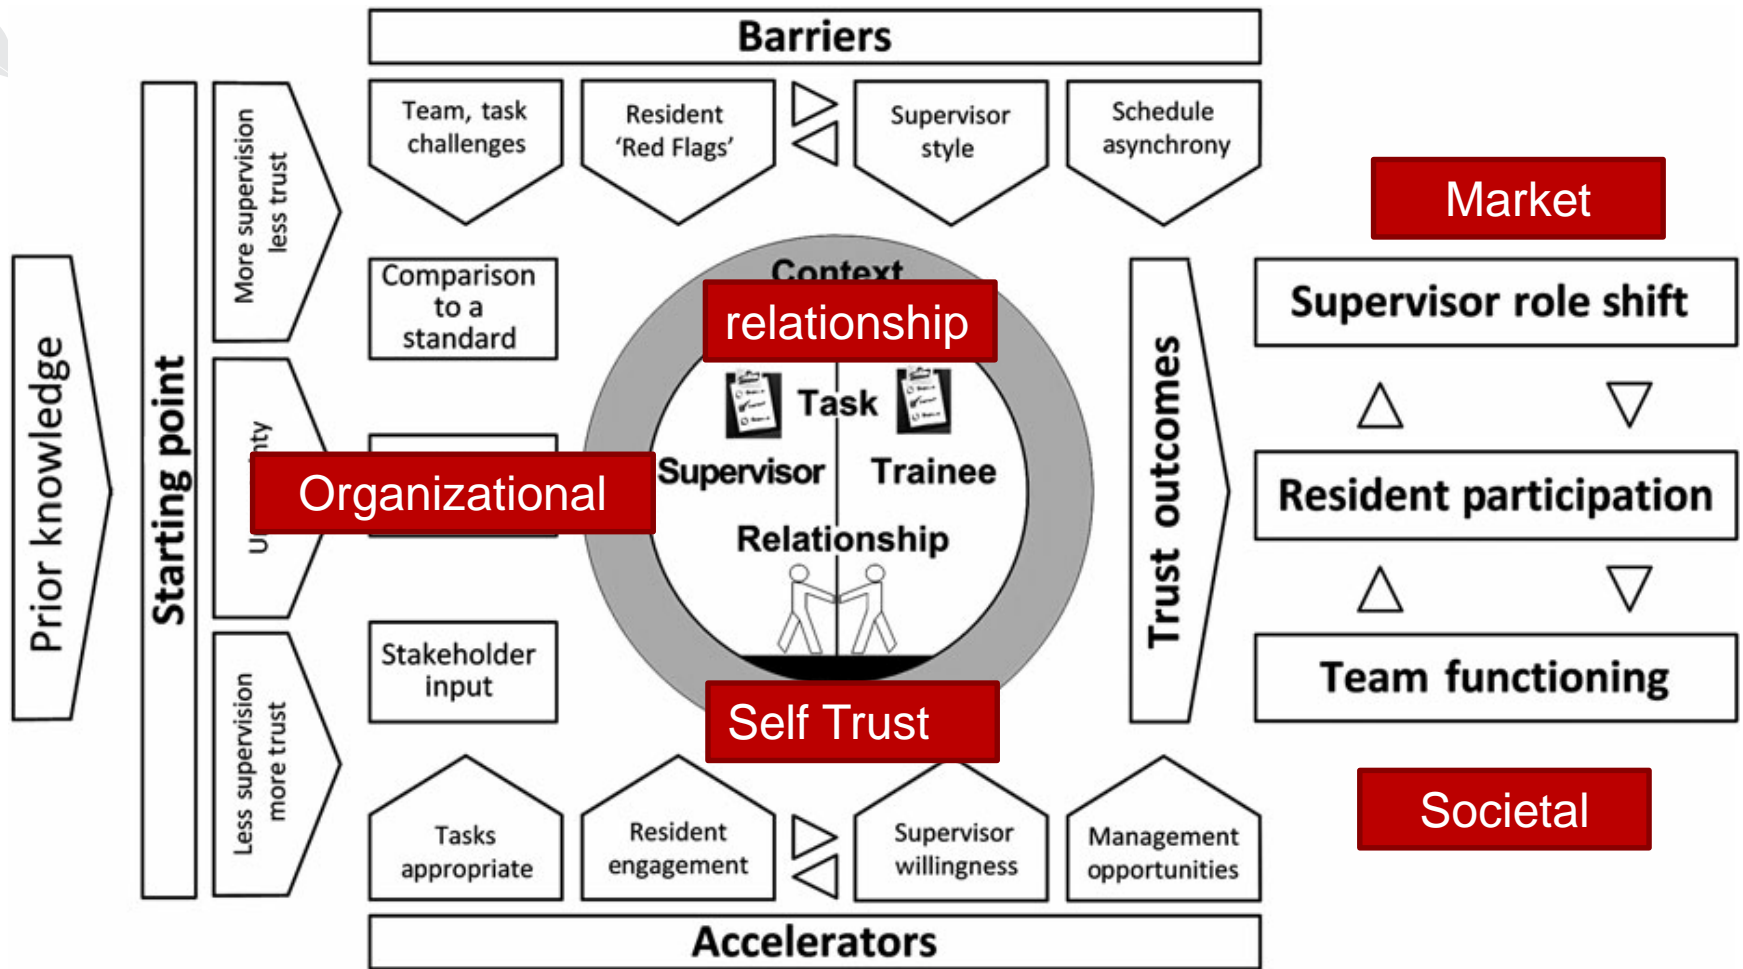 Barriers
Team, task
challenges
Resident
‘Red Flags’
Supervisor
style
Schedule
asynchrony
Prior knowledge
Starting point
More supervision
less trust
Less supervision
more trust
Comparison
to a
standard
Organizational
Stakeholder
input
Context
relationship
Task
Supervisor
Trainee
Relationship
Self Trust
Trust outcomes
Market
Supervisor role shift
Resident participation
Team functioning
Societal
Tasks
appropriate
Resident
engagement
Supervisor
willingness
Management
opportunities
Accelerators